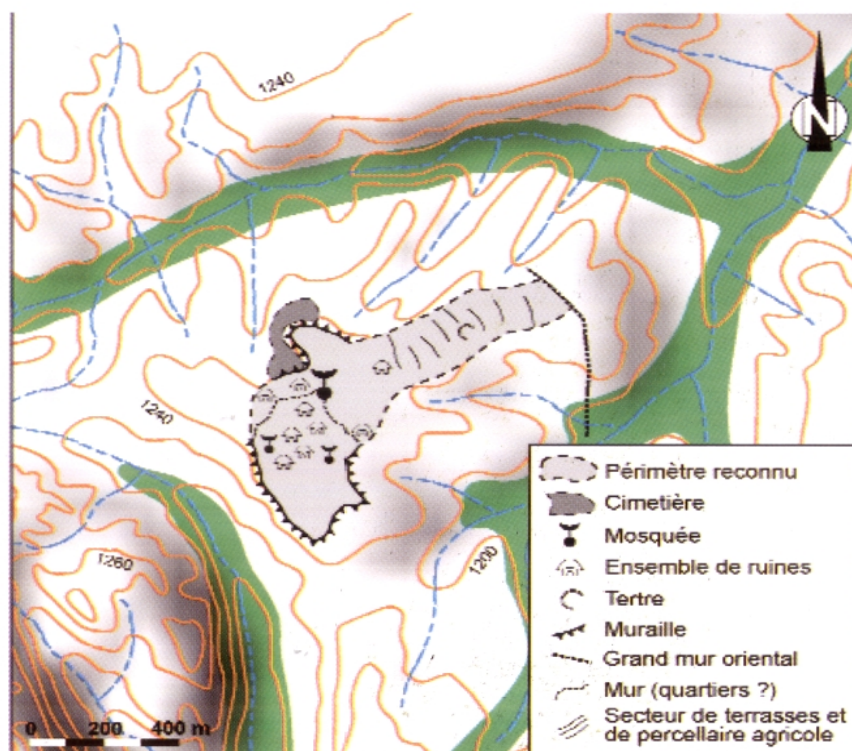 1240
N
1240
1260
1200
Périmètre reconnu
Cimetière
Mosquée
Ensemble de ruines
Tertre
Muraille
Grand mur oriental
Mur (quartiers ?)
Secteur de terrasses et
de percellaire agricole
0 200 400 m